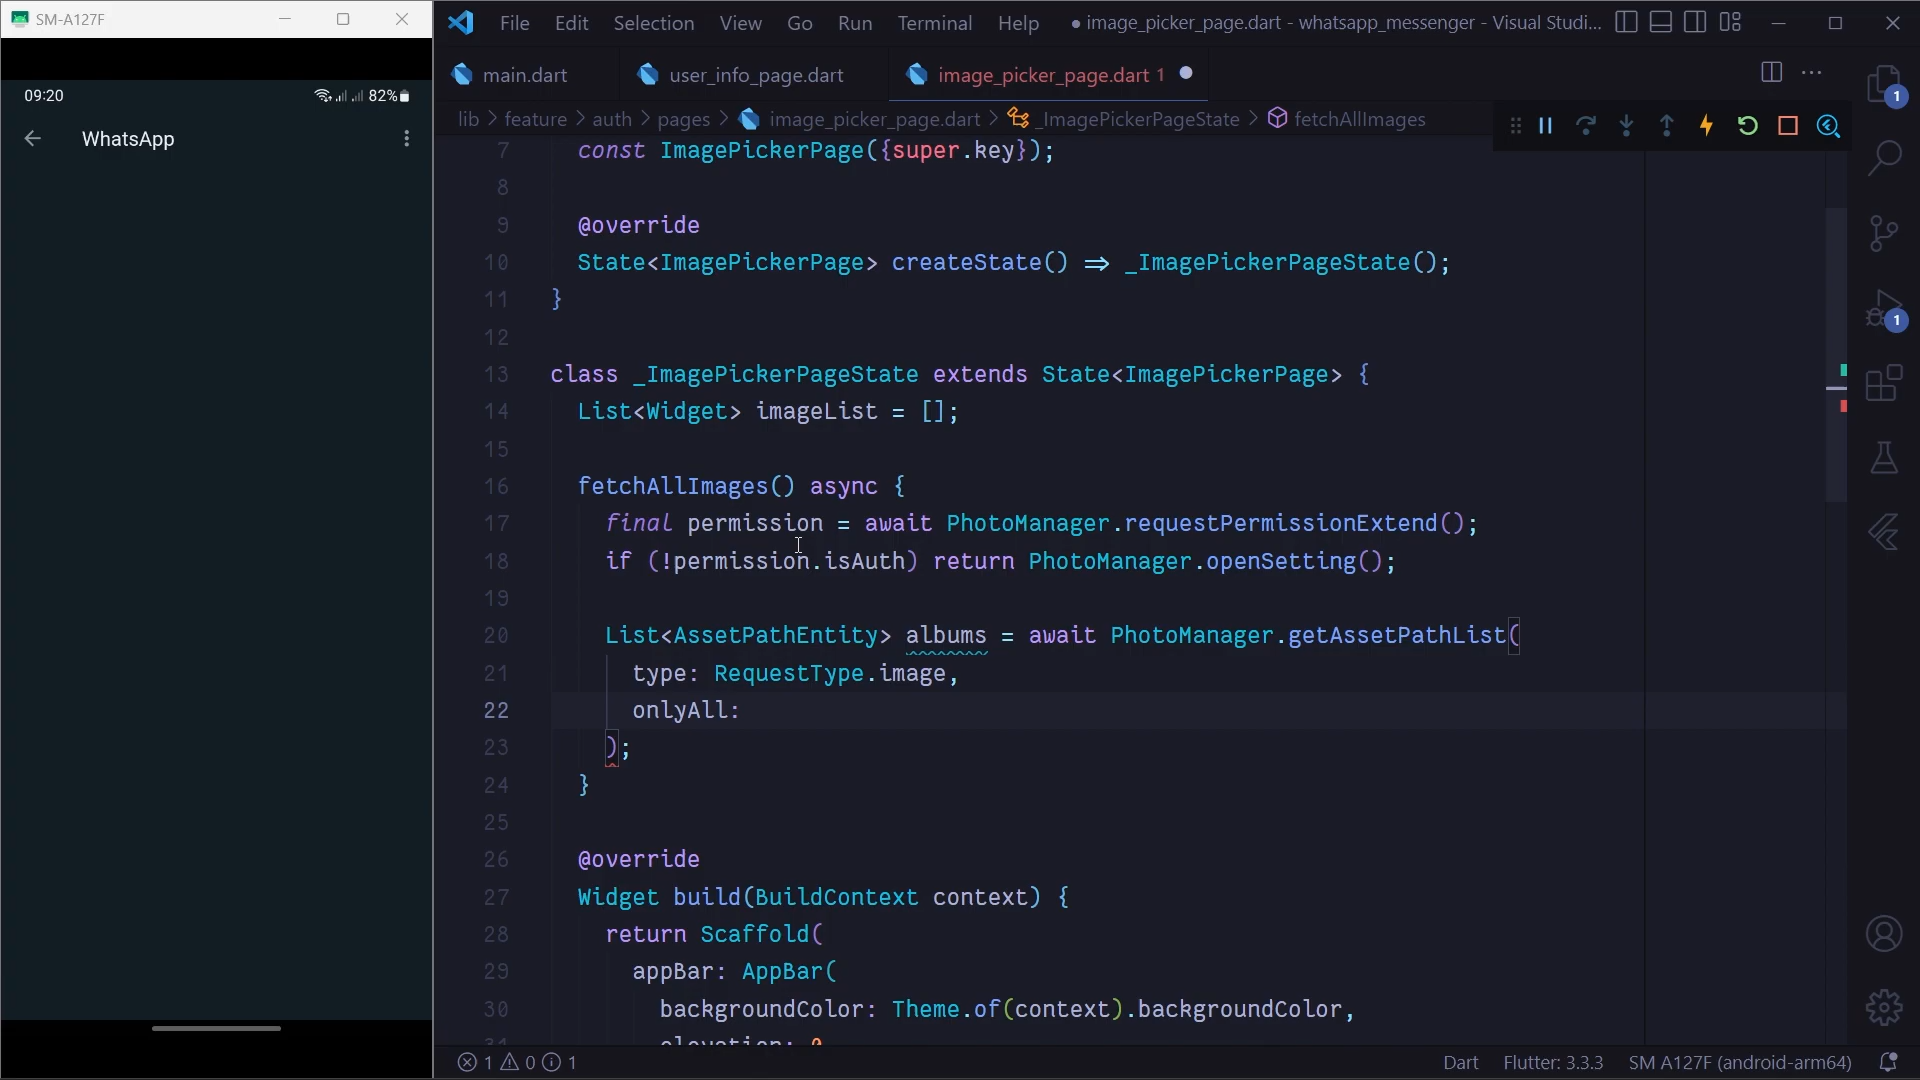 SM-A127F
09:20
82%
WhatsApp
File Edit Selection View Go Run Terminal Help
● image_picker_page.dart - whatsapp_messenger - Visual Studi...
main.dart
user_info_page.dart
image_picker_page.dart 1
lib > feature > auth > pages > image_picker_page.dart > _ImagePickerPageState > fetchAllImages
7 const ImagePickerPage({super.key});
8
9 @override
10 State<ImagePickerPage> createState() => _ImagePickerPageState();
11 }
12
13 class _ImagePickerPageState extends State<ImagePickerPage> {
14 List<Widget> imageList = [];
15
16 fetchAllImages() async {
17 final permission = await PhotoManager.requestPermissionExtend();
18 if (!permission.isAuth) return PhotoManager.openSetting();
19
20 List<AssetPathEntity> albums = await PhotoManager.getAssetPathList(
21 type: RequestType.image,
22 onlyAll:
23 );
24 }
25
26 @override
27 Widget build(BuildContext context) {
28 return Scaffold(
29 appBar: AppBar(
30 backgroundColor: Theme.of(context).backgroundColor,
31 elevation: 0
1
1
1 0 1
Dart Flutter: 3.3.3 SM A127F (android-arm64)